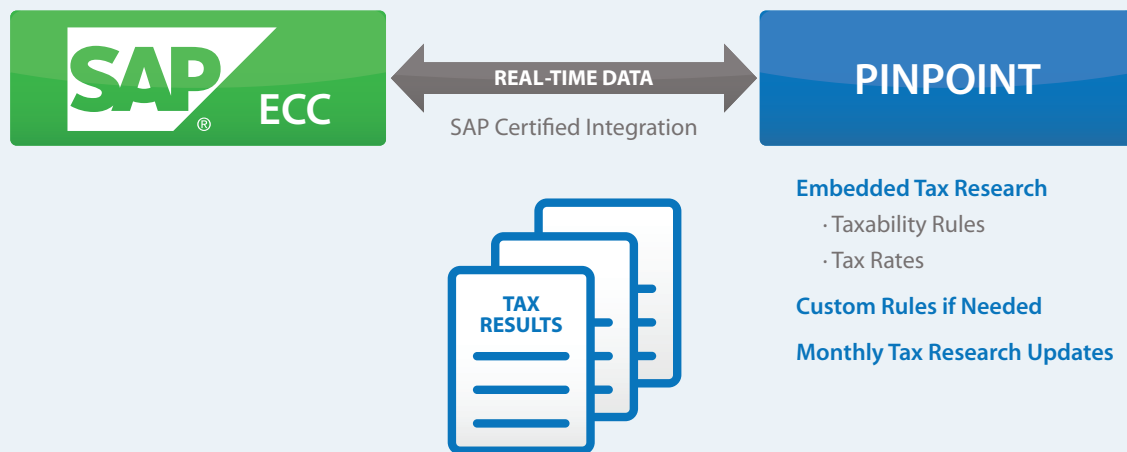 SAP
®
ECC
REAL-TIME DATA
SAP Certified Integration
PINPOINT
TAX
RESULTS
Embedded Tax Research
· Taxability Rules
· Tax Rates
Custom Rules if Needed
Monthly Tax Research Updates